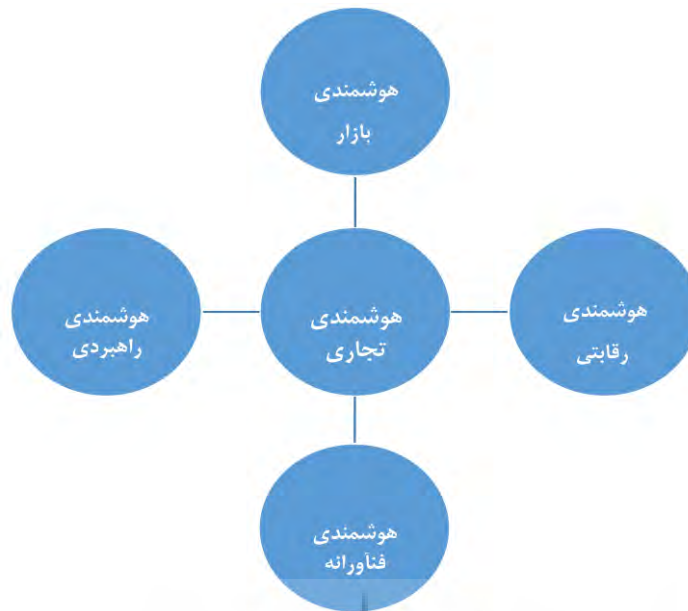 هوشمندی
بازار
هوشمندی
رقابتی
هوشمندی
تجاری
هوشمندی
راهبردی
هوشمندی
فنآورانه